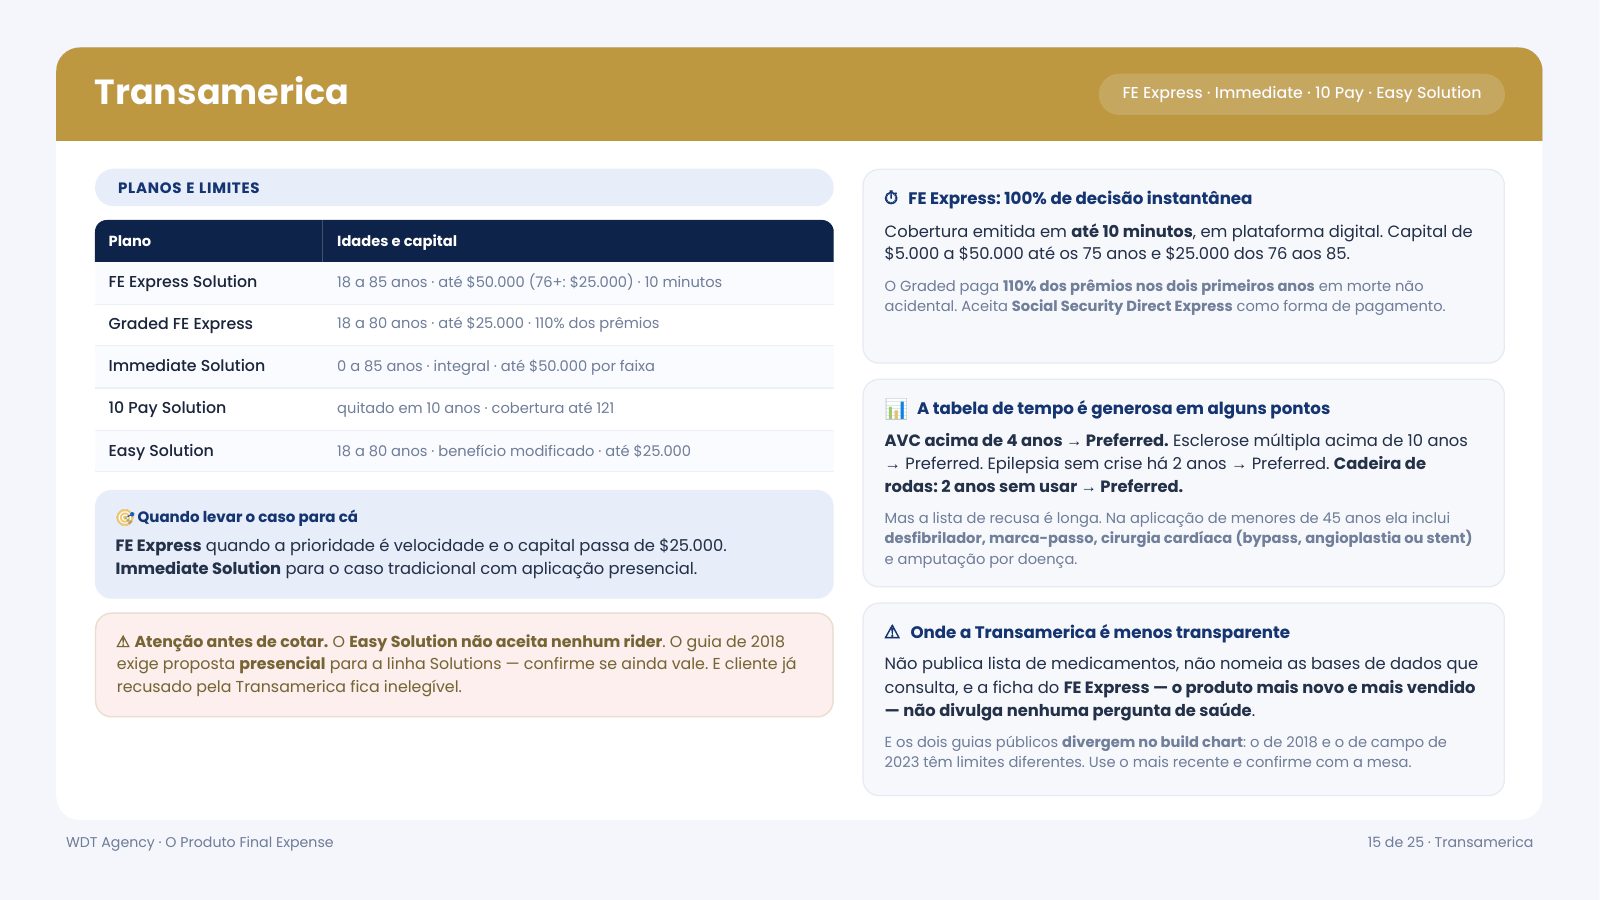 Transamerica
FE Express · Immediate · 10 Pay · Easy Solution
PLANOS E LIMITES
Plano Idades e capital
FE Express Solution 18 a 85 anos · até $50.000 (76+: $25.000) · 10 minutos
Graded FE Express 18 a 80 anos · até $25.000 · 110% dos prêmios
Immediate Solution 0 a 85 anos · integral · até $50.000 por faixa
10 Pay Solution quitado em 10 anos · cobertura até 121
Easy Solution 18 a 80 anos · benefício modificado · até $25.000
🎯 Quando levar o caso para cá
FE Express quando a prioridade é velocidade e o capital passa de $25.000.
Immediate Solution para o caso tradicional com aplicação presencial.
⚠ Atenção antes de cotar. O Easy Solution não aceita nenhum rider. O guia de 2018
exige proposta presencial para a linha Solutions — confirme se ainda vale. E cliente já
recusado pela Transamerica fica inelegível.
⏱ FE Express: 100% de decisão instantânea
Cobertura emitida em até 10 minutos, em plataforma digital. Capital de
$5.000 a $50.000 até os 75 anos e $25.000 dos 76 aos 85.
O Graded paga 110% dos prêmios nos dois primeiros anos em morte não
acidental. Aceita Social Security Direct Express como forma de pagamento.
📊 A tabela de tempo é generosa em alguns pontos
AVC acima de 4 anos → Preferred. Esclerose múltipla acima de 10 anos
→ Preferred. Epilepsia sem crise há 2 anos → Preferred. Cadeira de
rodas: 2 anos sem usar → Preferred.
Mas a lista de recusa é longa. Na aplicação de menores de 45 anos ela inclui
desfibrilador, marca-passo, cirurgia cardíaca (bypass, angioplastia ou stent)
e amputação por doença.
⚠ Onde a Transamerica é menos transparente
Não publica lista de medicamentos, não nomeia as bases de dados que
consulta, e a ficha do FE Express — o produto mais novo e mais vendido
— não divulga nenhuma pergunta de saúde.
E os dois guias públicos divergem no build chart: o de 2018 e o de campo de
2023 têm limites diferentes. Use o mais recente e confirme com a mesa.
WDT Agency · O Produto Final Expense
15 de 25 · Transamerica